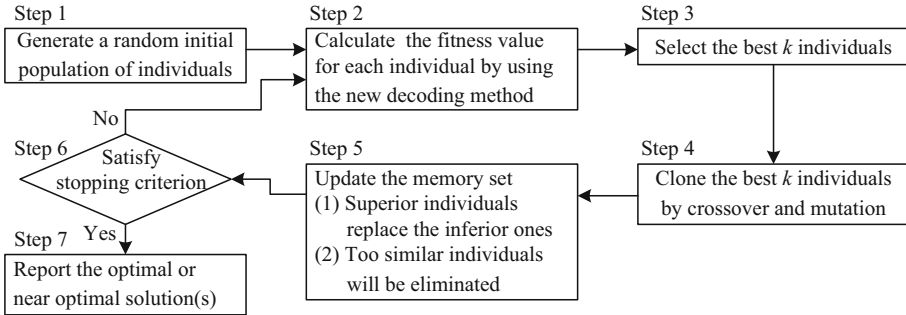 Step 1
Generate a random initial
population of individuals
Step 2
Calculate the fitness value
for each individual by using
the new decoding method
Step 3
Select the best k individuals
Step 4
Clone the best k individuals
by crossover and mutation
Step 5
Update the memory set
(1) Superior individuals
replace the inferior ones
(2) Too similar individuals
will be eliminated
Step 6
Satisfy
stopping criterion
No
Yes
Step 7
Report the optimal or
near optimal solution(s)